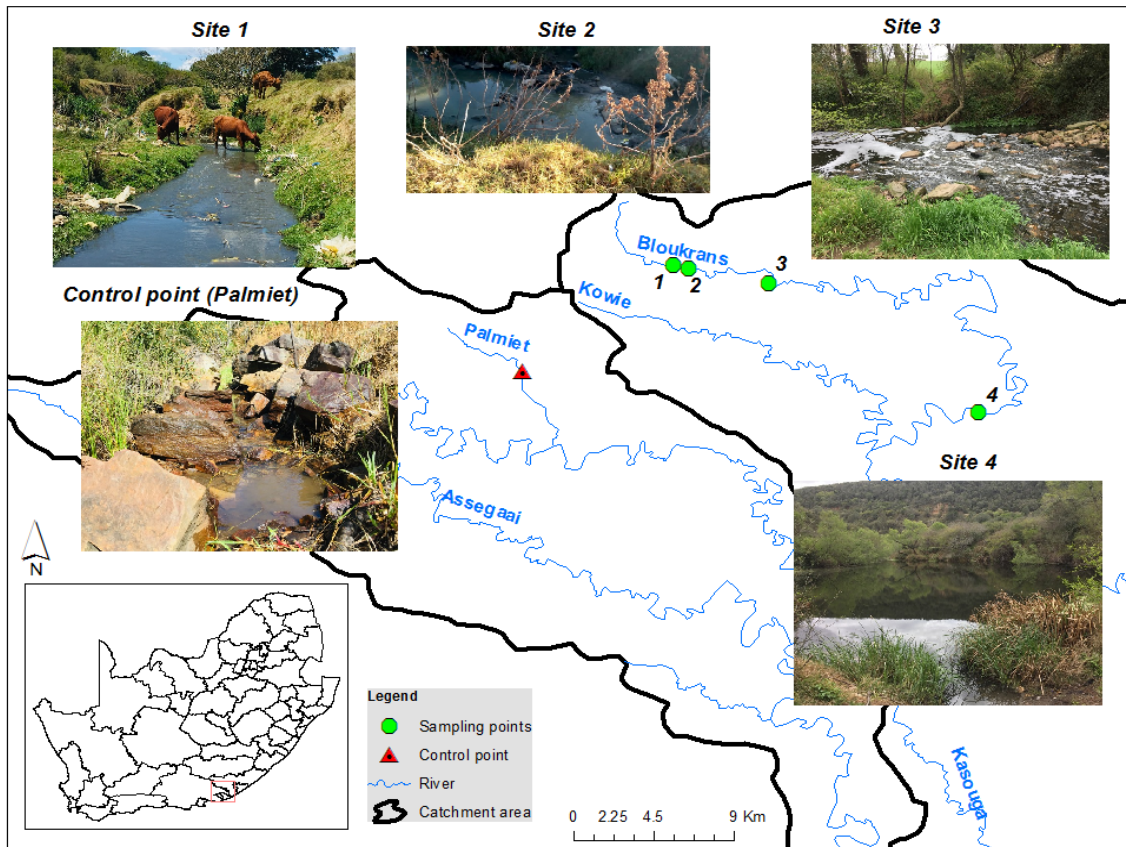 Site 1
Site 2
Site 3
Bloukrans
1
2
3
Kowie
Control point (Palmiet)
Palmiet
4
Site 4
Assegaai
N
Legend
Sampling points
Control point
River
Catchment area
0 2.25 4.5 9 Km
Kasouga